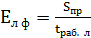 Eл ф = Sпр / tраб. л